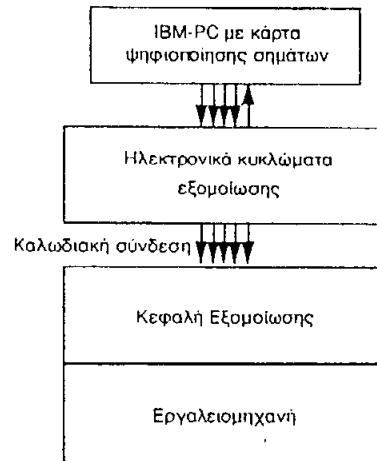 IBM-PC με κάρτα
ψηφιοποίησης σημάτων
Ηλεκτρονικά κυκλώματα
εξομοίωσης
Καλωδιακή σύνδεση
Κεφαλή Εξομοίωσης
Εργαλειομηχανή